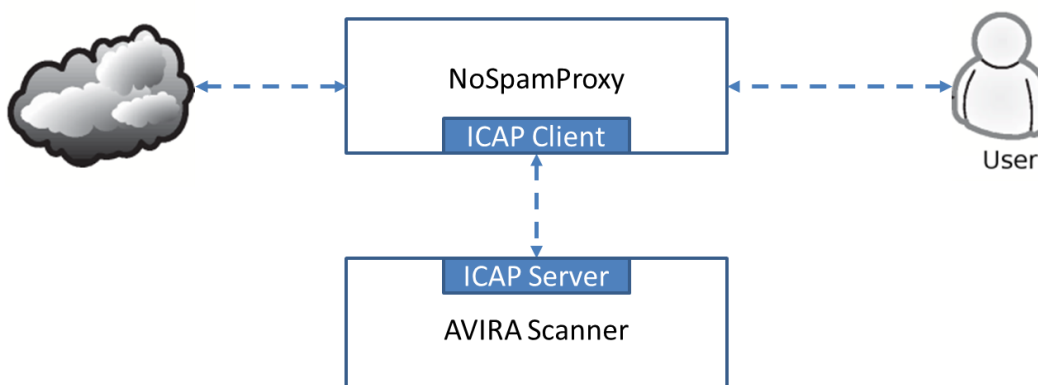 NoSpamProxy
ICAP Client
User
ICAP Server
AVIRA Scanner